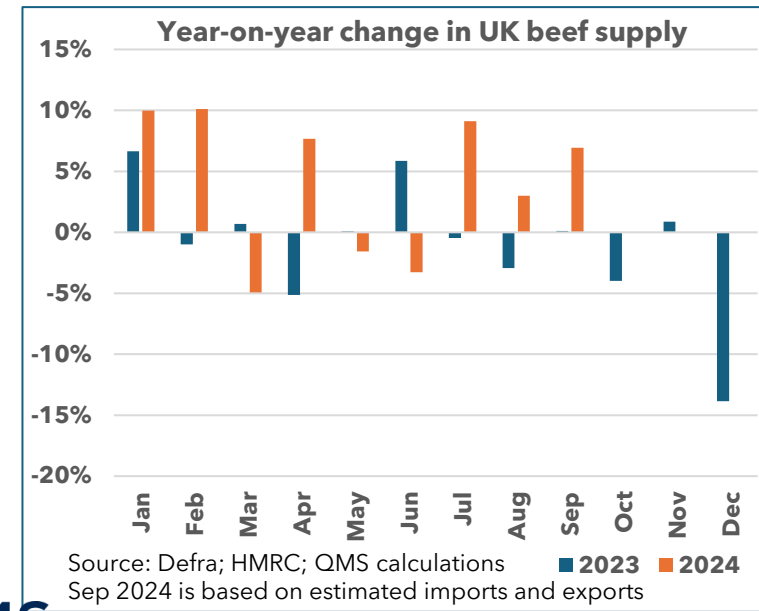 Year-on-year change in UK beef supply
15%
10%
5%
0%
-5%
-10%
-15%
-20%
Jan Feb Mar Apr May Jun Jul Aug Sep Oct Nov Dec
Source: Defra; HMRC; QMS calculations 2023 2024
Sep 2024 is based on estimated imports and exports